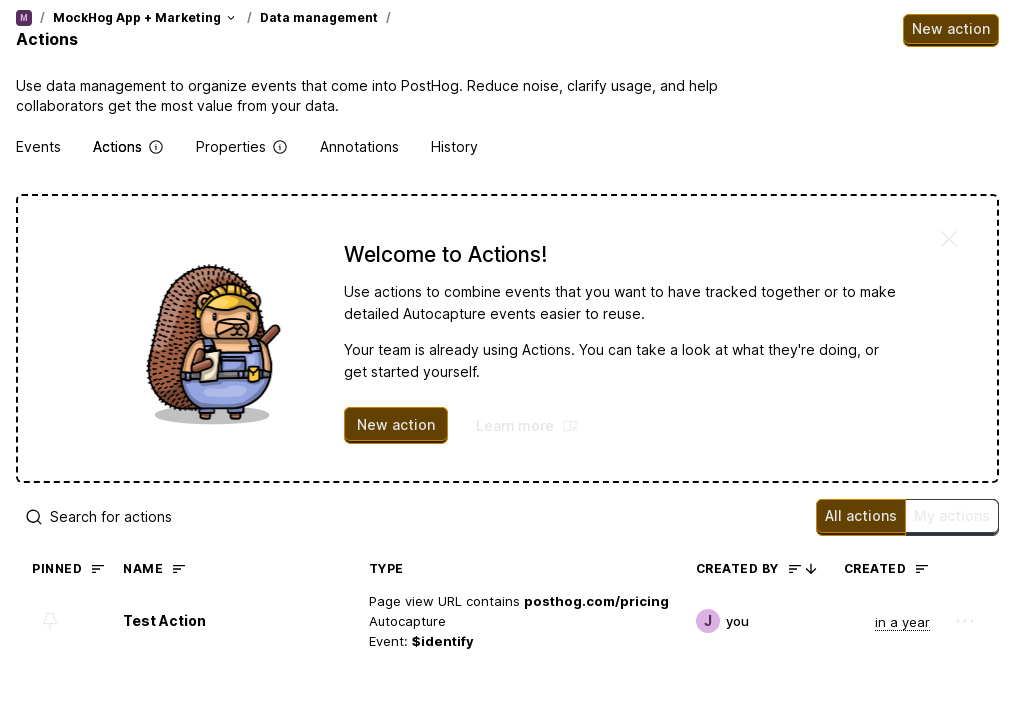 M / MockHog App + Marketing / Data management /
Actions
New action
Use data management to organize events that come into PostHog. Reduce noise, clarify usage, and help
collaborators get the most value from your data.
Events Actions Properties Annotations History
Welcome to Actions!
Use actions to combine events that you want to have tracked together or to make
detailed Autocapture events easier to reuse.
Your team is already using Actions. You can take a look at what they're doing, or
get started yourself.
New action Learn more
Search for actions All actions My actions
PINNED NAME TYPE CREATED BY CREATED
Page view URL contains posthog.com/pricing
Test Action Autocapture J you in a year
Event: $identify